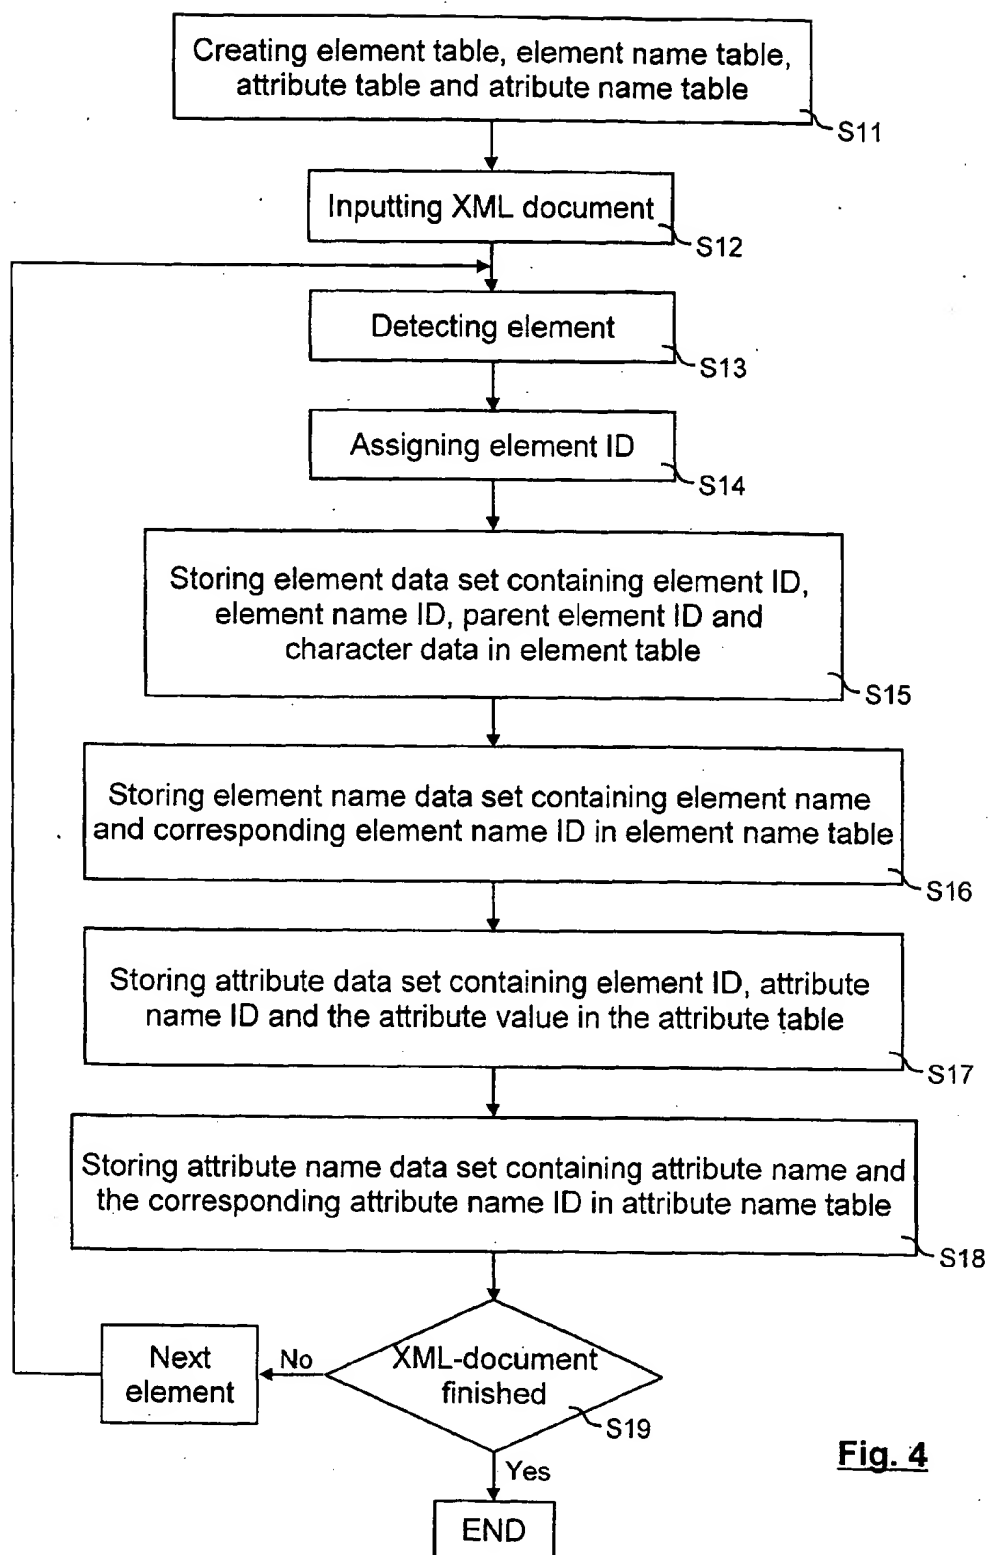 Creating element table, element name table,
attribute table and atribute name table
S11
Inputting XML document
S12
Detecting element
S13
Assigning element ID
S14
Storing element data set containing element ID,
element name ID, parent element ID and
character data in element table
S15
Storing element name data set containing element name
and corresponding element name ID in element name table
S16
Storing attribute data set containing element ID, attribute
name ID and the attribute value in the attribute table
S17
Storing attribute name data set containing attribute name and
the corresponding attribute name ID in attribute name table
S18
XML-document
finished
S19
No
Next
element
Yes
END
Fig. 4